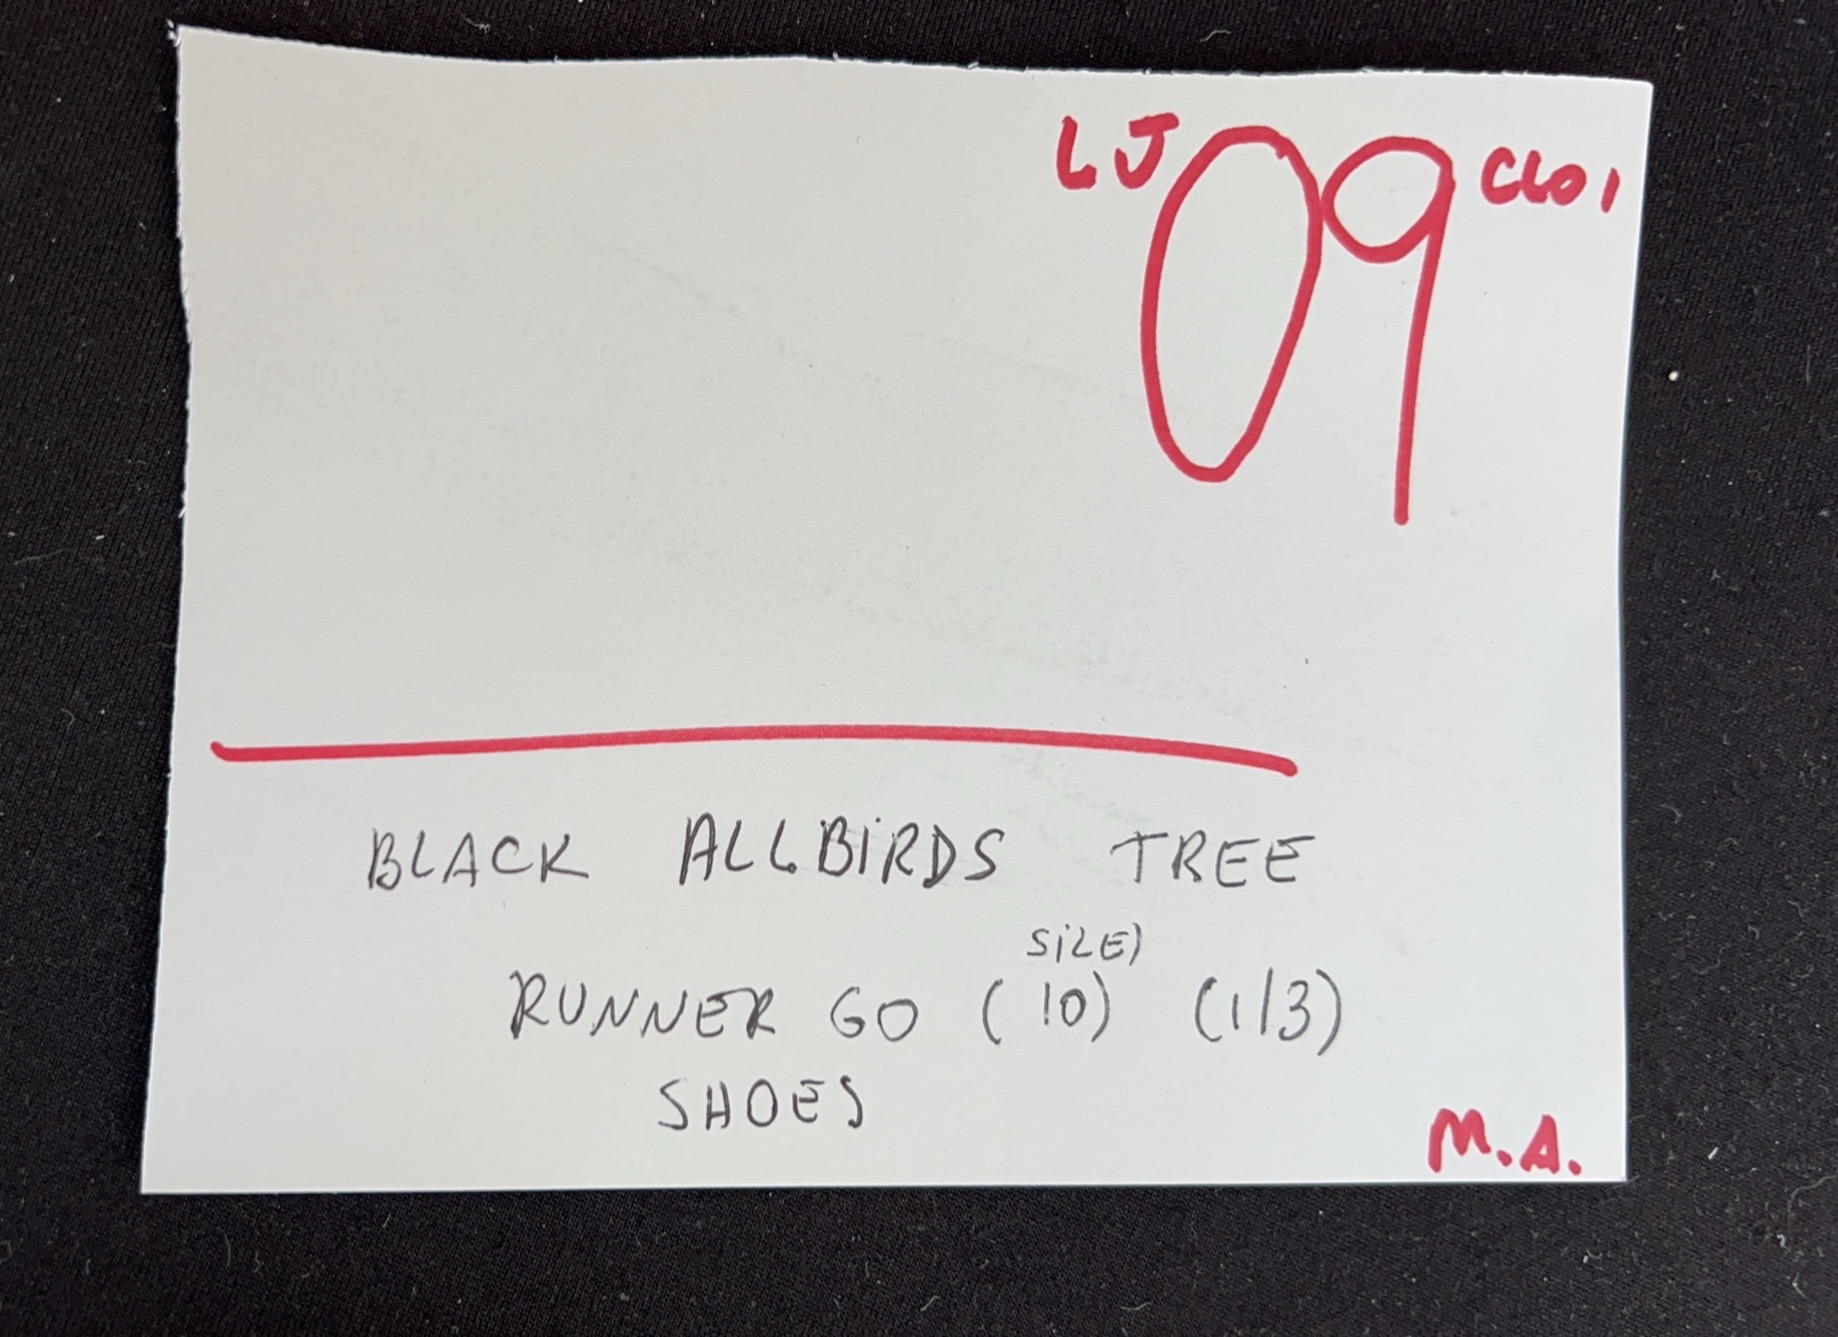 LJ 09 CL01
BLACK ALLBiRDS TREE
SiZE)
RUNNER GO (10) (1/3)
SHOES
M.A.